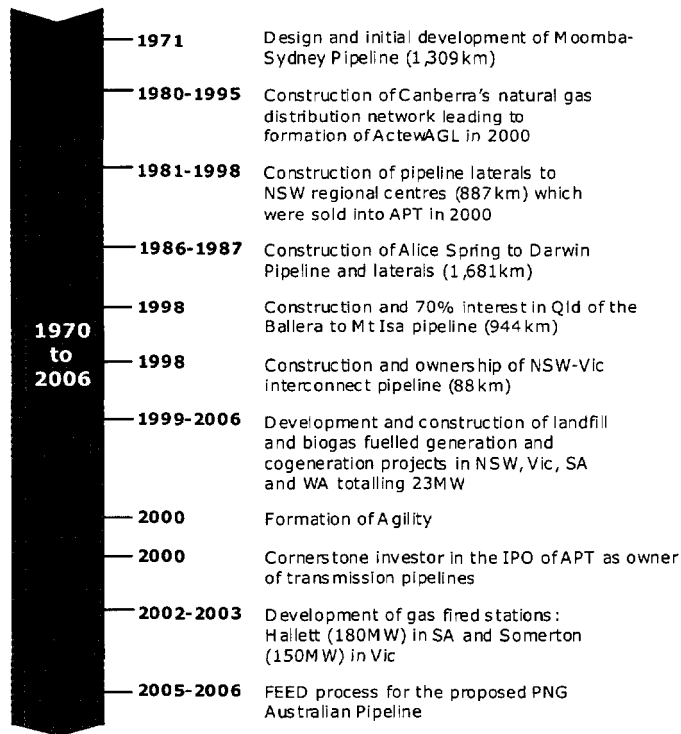 1970
to
2006
1971
Design and initial development of Moomba-
Sydney Pipeline (1,309km)
1980-1995
Construction of Canberra's natural gas
distribution network leading to
formation of ActewAGL in 2000
1981-1998
Construction of pipeline laterals to
NSW regional centres (887km) which
were sold into APT in 2000
1986-1987
Construction of Alice Spring to Darwin
Pipeline and laterals (1,681km)
1998
Construction and 70% interest in Qld of the
Ballera to Mt Isa pipeline (944km)
1998
Construction and ownership of NSW-Vic
interconnect pipeline (88km)
1999-2006
Development and construction of landfill
and biogas fuelled generation and
cogeneration projects in NSW, Vic, SA
and WA totalling 23MW
2000
Formation of Agility
2000
Cornerstone investor in the IPO of APT as owner
of transmission pipelines
2002-2003
Development of gas fired stations:
Hallett (180MW) in SA and Somerton
(150MW) in Vic
2005-2006
FEED process for the proposed PNG
Australian Pipeline